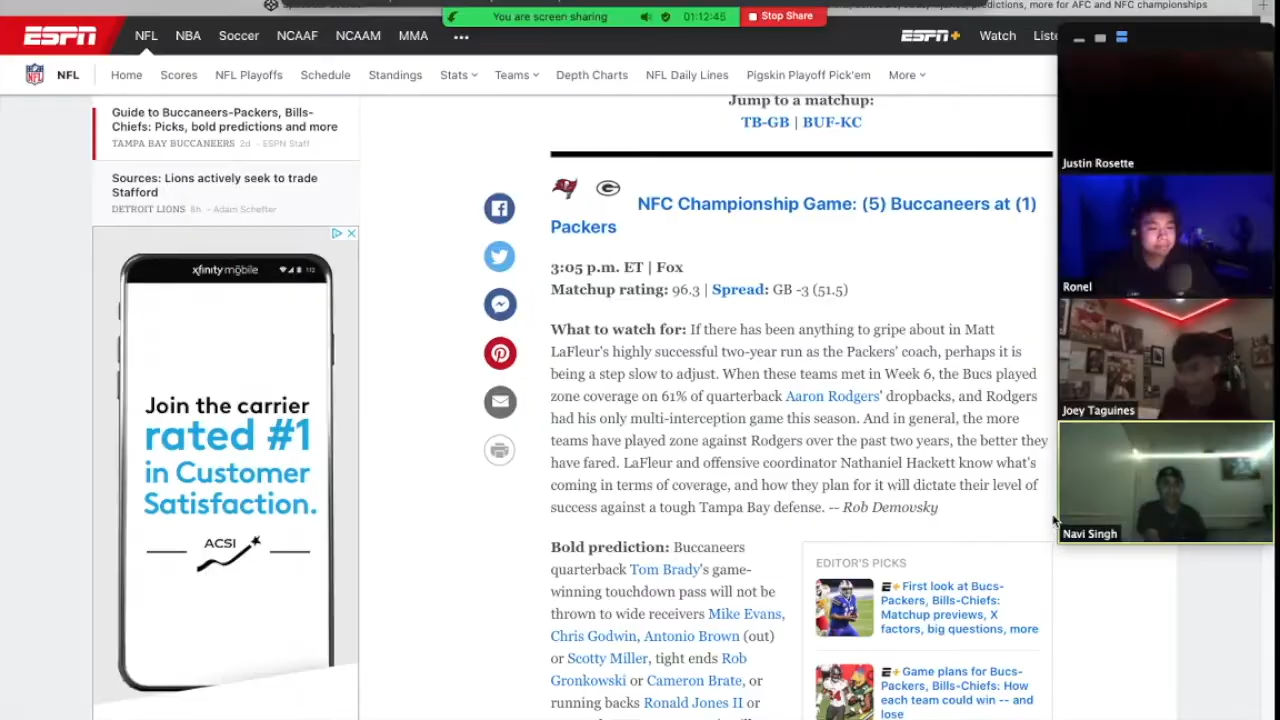 predictions, more for AFC and NFC championships
You are screen sharing
01:12:45
Stop Share
ESPN
NFL
NBA
Soccer
NCAAF
NCAAM
MMA
ESPN+
Watch
NFL
Home
Scores
NFL Playoffs
Schedule
Standings
Stats
Teams
Depth Charts
NFL Daily Lines
Pigskin Playoff Pick'em
More
Guide to Buccaneers-Packers, Bills-
Chiefs: Picks, bold predictions and more
TAMPA BAY BUCCANEERS 2d - ESPN Staff
Sources: Lions actively seek to trade
Stafford
DETROIT LIONS 8h - Adam Schefter
xfinity mobile
Join the carrier
rated #1
in Customer
Satisfaction.
ACSI
Jump to a matchup:
TB-GB | BUF-KC
NFC Championship Game: (5) Buccaneers at (1)
Packers
3:05 p.m. ET | Fox
Matchup rating: 96.3 | Spread: GB -3 (51.5)
What to watch for: If there has been anything to gripe about in Matt
LaFleur's highly successful two-year run as the Packers' coach, perhaps it is
being a step slow to adjust. When these teams met in Week 6, the Bucs played
zone coverage on 61% of quarterback Aaron Rodgers' dropbacks, and Rodgers
had his only multi-interception game this season. And in general, the more
teams have played zone against Rodgers over the past two years, the better they
have fared. LaFleur and offensive coordinator Nathaniel Hackett know what's
coming in terms of coverage, and how they plan for it will dictate their level of
success against a tough Tampa Bay defense. -- Rob Demovsky
Bold prediction: Buccaneers
quarterback Tom Brady's game-
winning touchdown pass will not be
thrown to wide receivers Mike Evans,
Chris Godwin, Antonio Brown (out)
or Scotty Miller, tight ends Rob
Gronkowski or Cameron Brate, or
running backs Ronald Jones II or
EDITOR'S PICKS
E+ First look at Bucs-
Packers, Bills-Chiefs:
Matchup previews, X
factors, big questions, more
E+ Game plans for Bucs-
Packers, Bills-Chiefs: How
each team could win -- and
lose
Justin Rosette
Ronel
Joey Taguines
Navi Singh